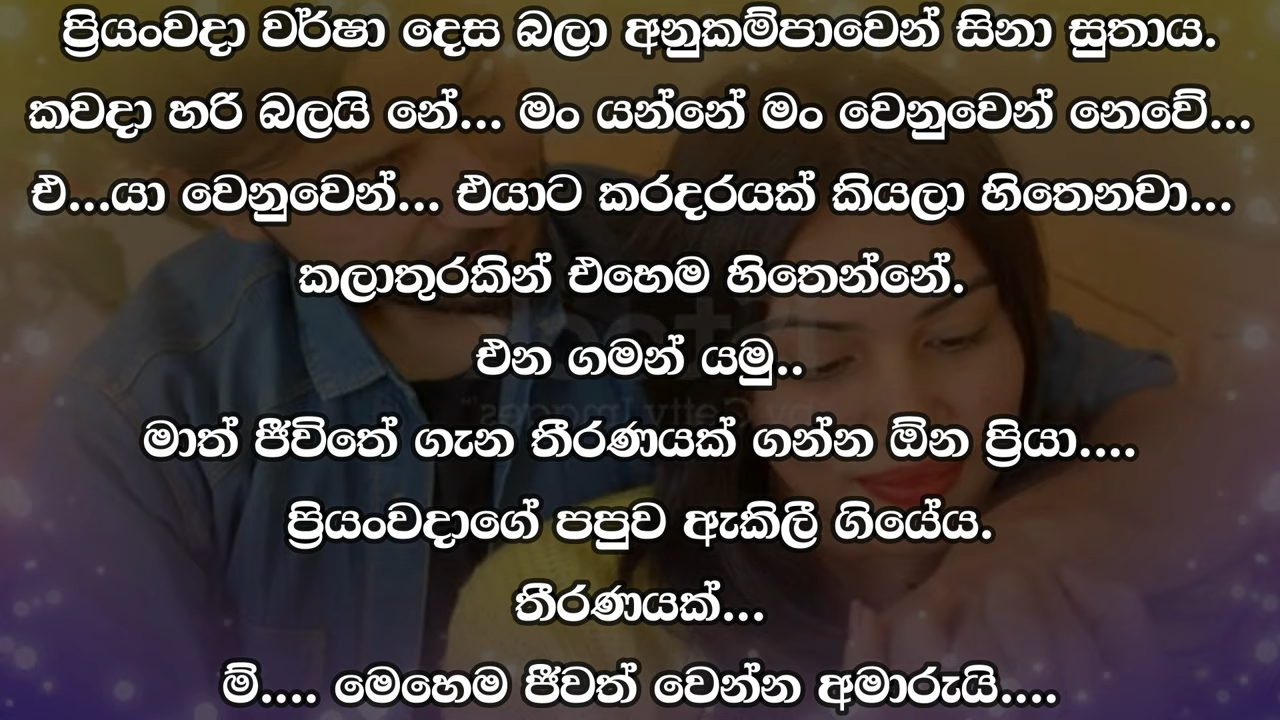 ප්‍රියංවදා වර්ෂා දෙස බලා අනුකම්පාවෙන් සිනා සුනාය.
කවදා හරි බලයි නේ... මං යන්නේ මං වෙනුවෙන් නෙවේ...
එ...යා වෙනුවෙන්... එයාට කරදරයක් කියලා හිතෙනවා...
කලාතුරකින් එහෙම හිතෙන්නේ.
එන ගමන් යමු..
මාත් ජීවිතේ ගැන තීරණයක් ගන්න ඕන ප්‍රියා....
ප්‍රියංවදාගේ පපුව ඇකිලී ගියේය.
තීරණයක්...
ම්.... මෙහෙම ජීවත් වෙන්න අමාරුයි....